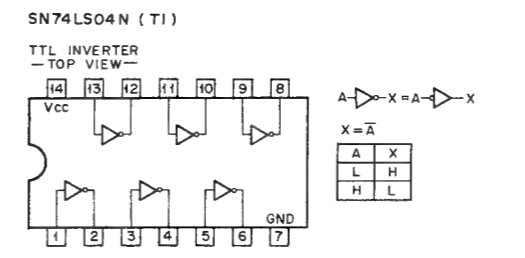 SN74LS04N (TI)
TTL INVERTER
—TOP VIEW—
14 13 12 11 10 9 8
Vcc
GND
1 2 3 4 5 6 7
A X = A X
X = A̅
A X
L H
H L